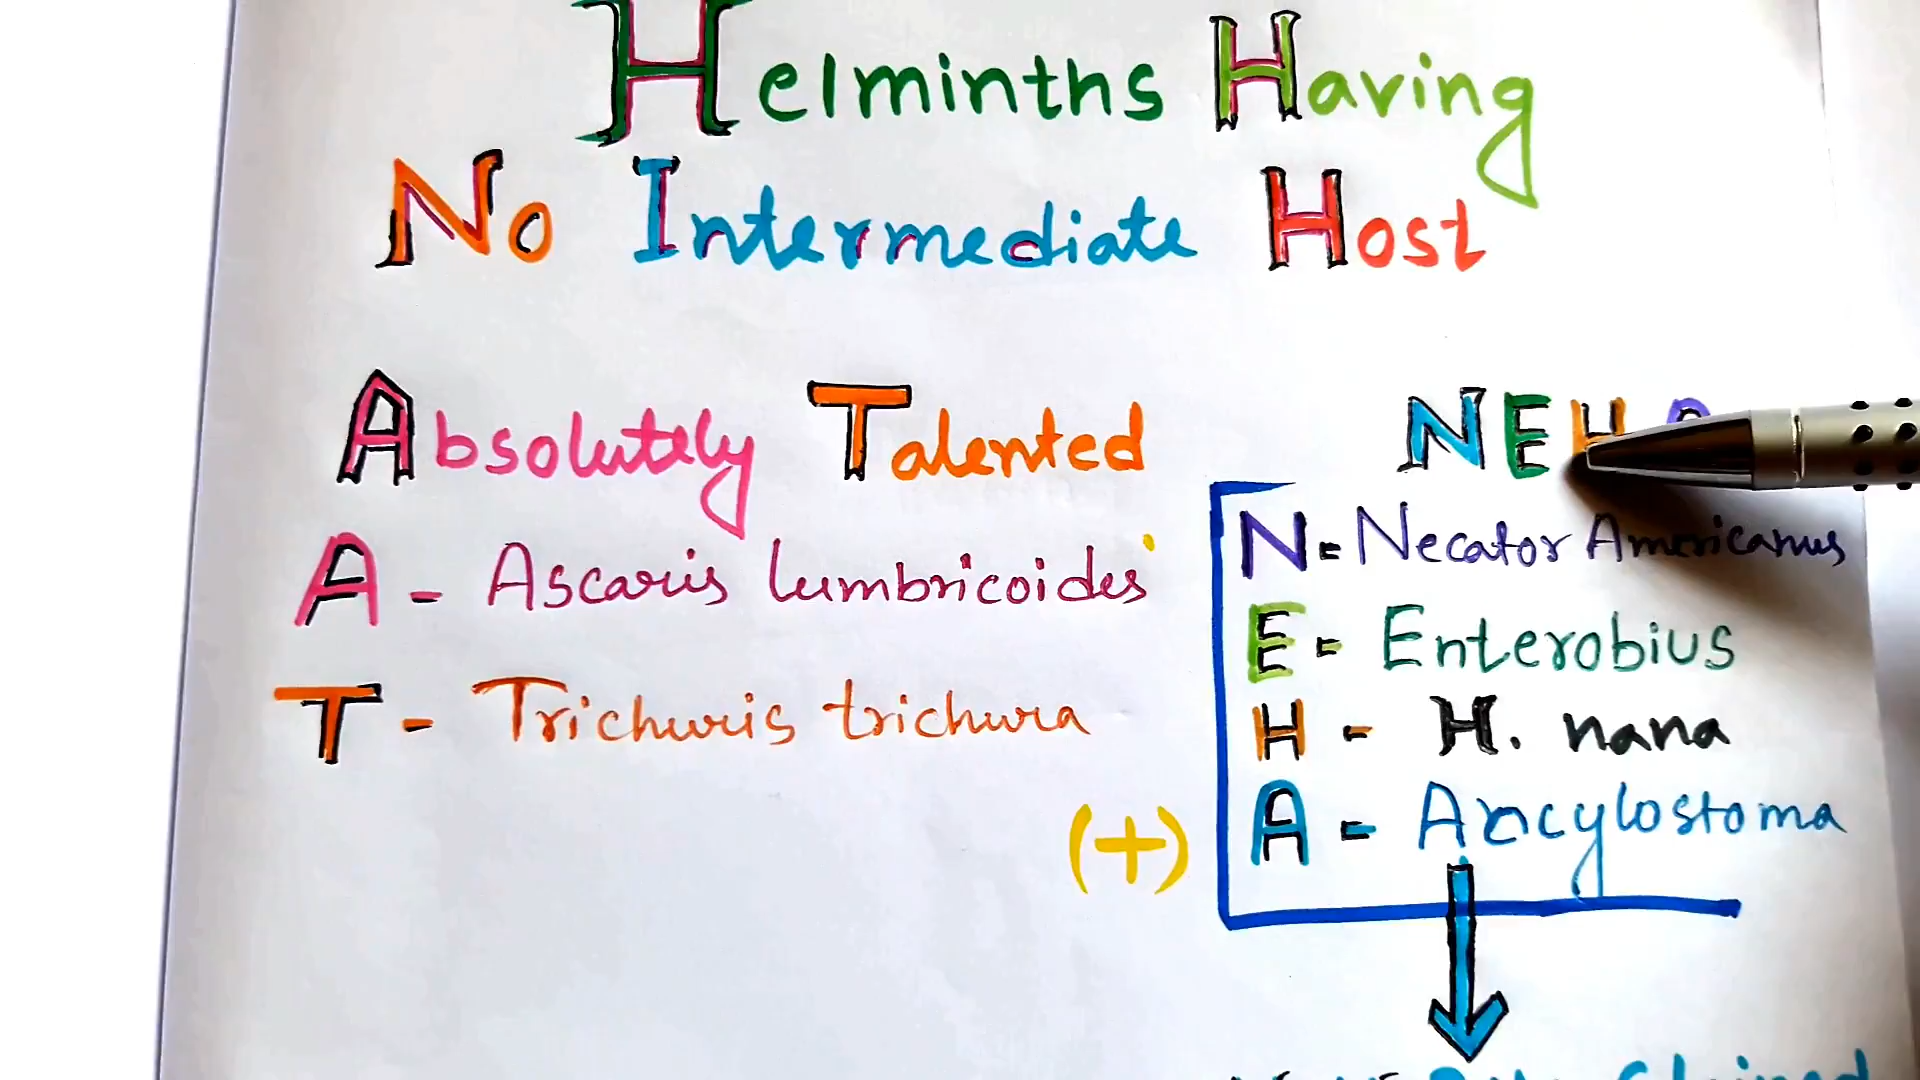 Helminths Having
No Intermediate Host
Absolutely Talented
A - Ascaris lumbricoides
T - Trichuris trichura
NEH
N = Necator Americanus
E = Enterobius
H - H. nana
A = Ancylostoma
(+)